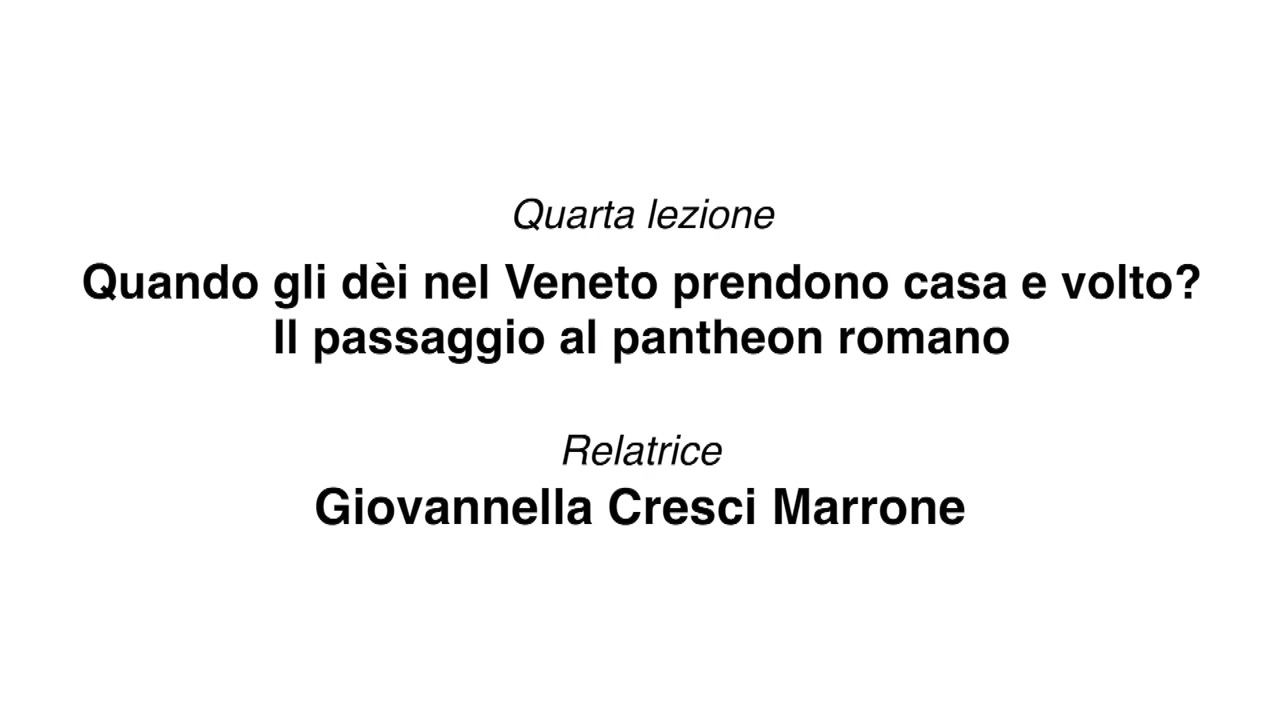 Quarta lezione
Quando gli dèi nel Veneto prendono casa e volto?
Il passaggio al pantheon romano
Relatrice
Giovannella Cresci Marrone